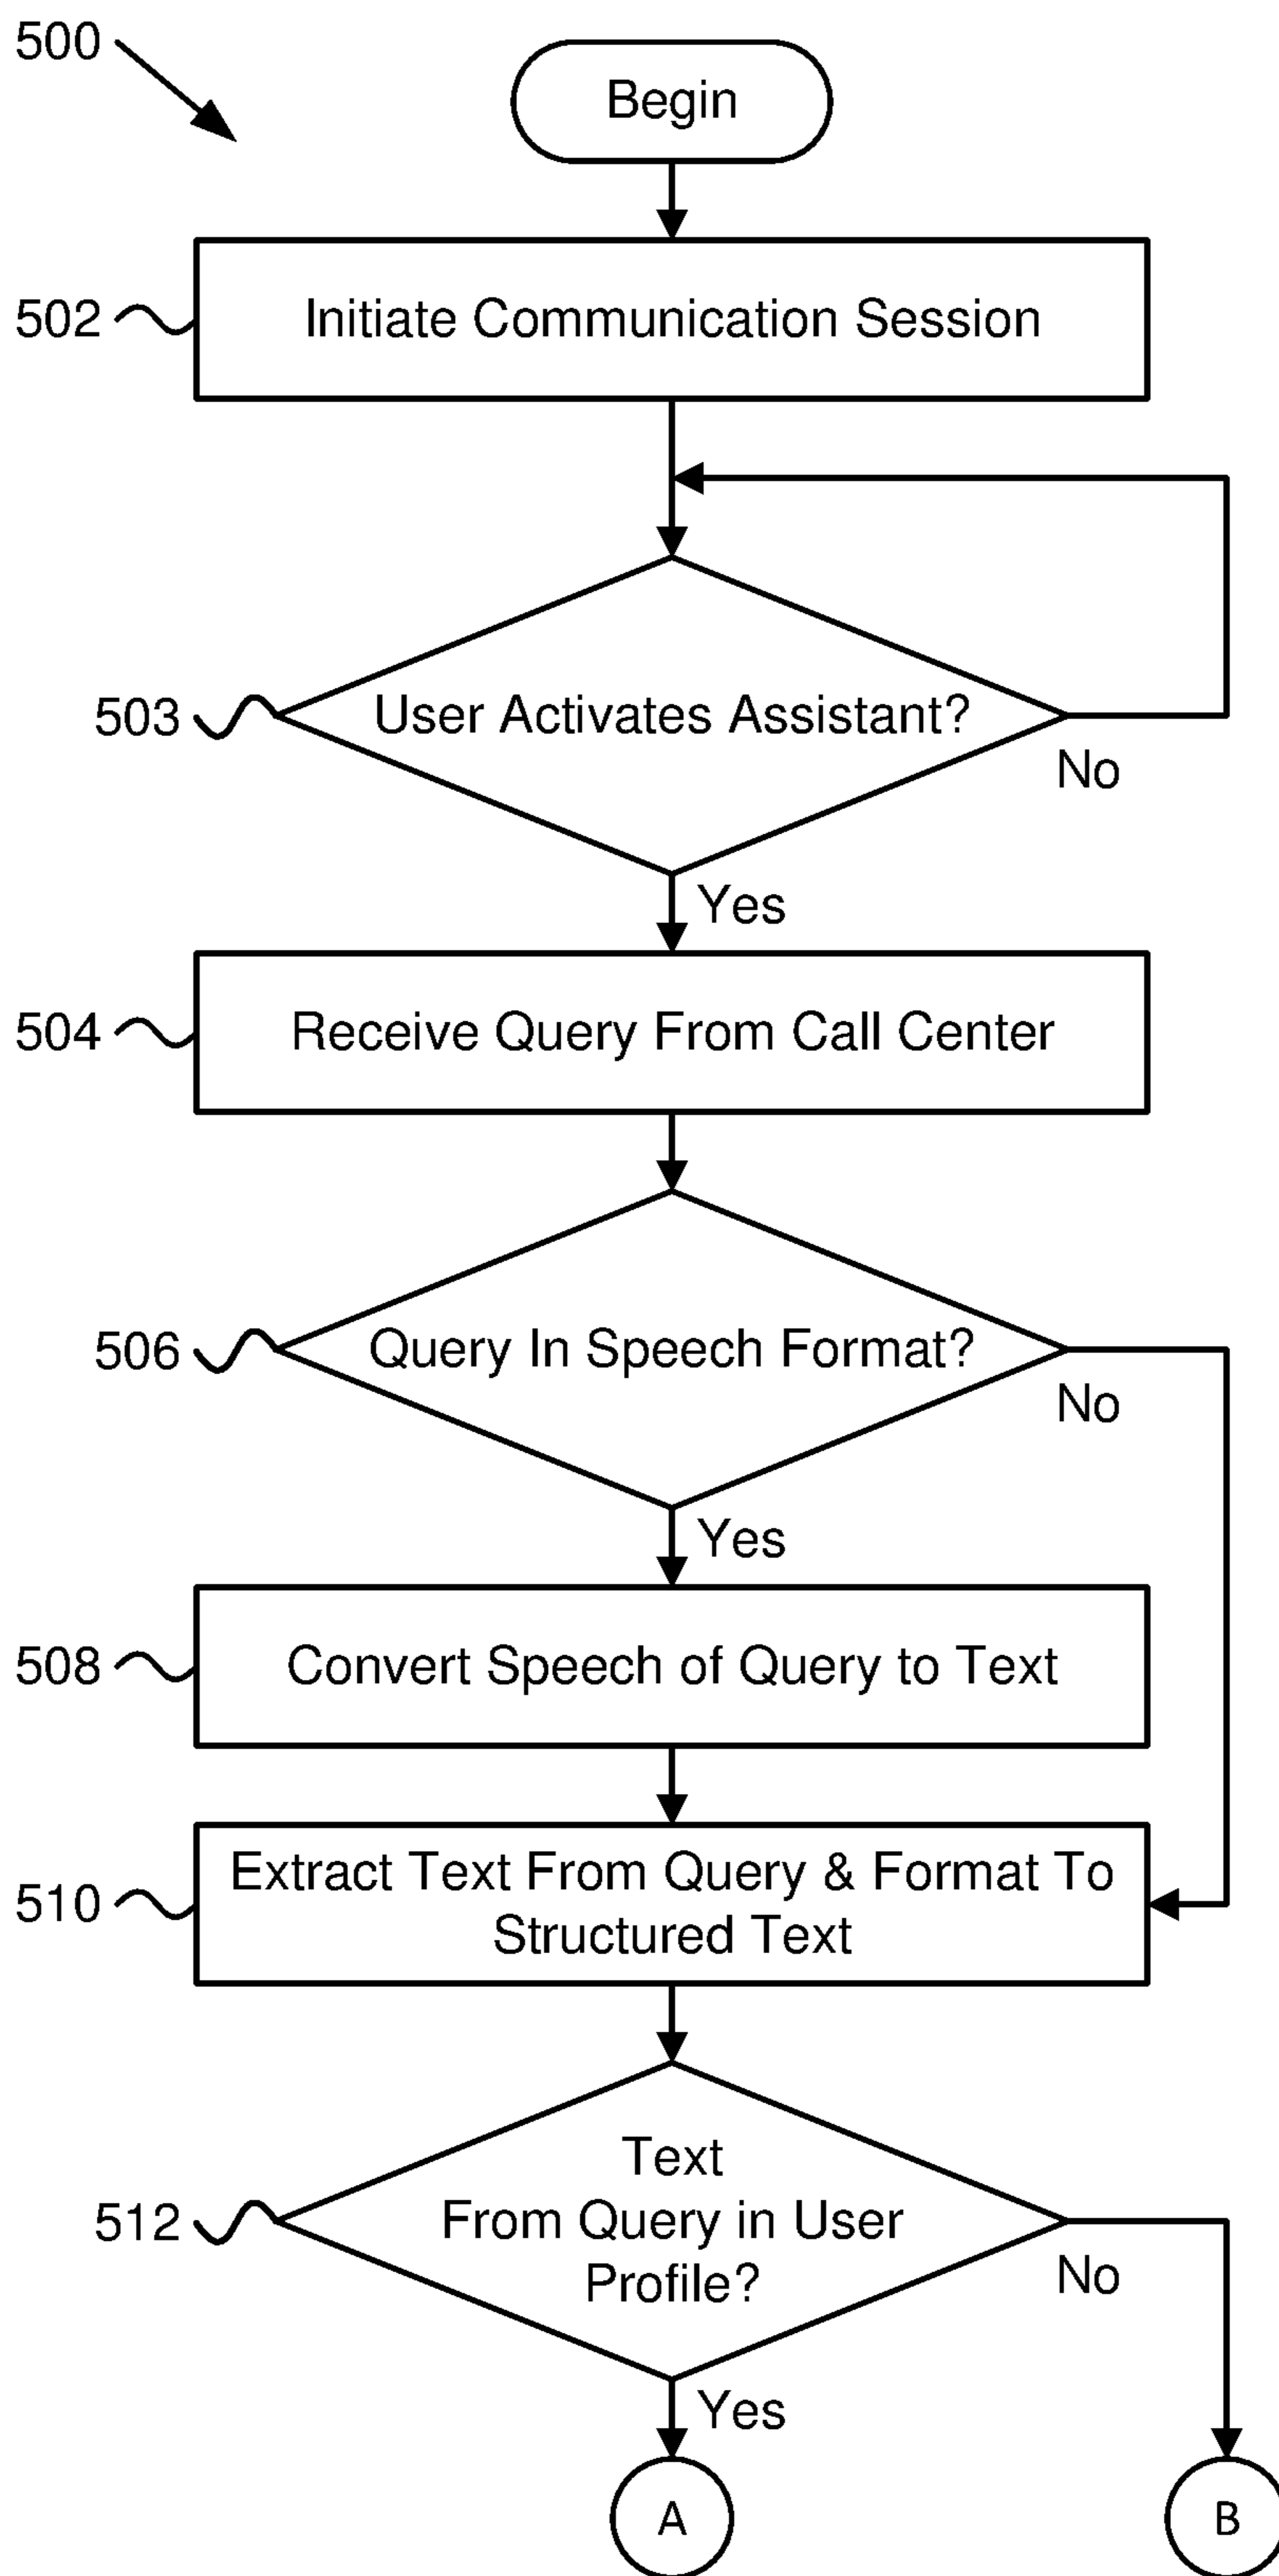 500
Begin
502
Initiate Communication Session
503
User Activates Assistant?
No
Yes
504
Receive Query From Call Center
506
Query In Speech Format?
No
Yes
508
Convert Speech of Query to Text
510
Extract Text From Query & Format To
Structured Text
512
Text
From Query in User
Profile?
No
Yes
A
B